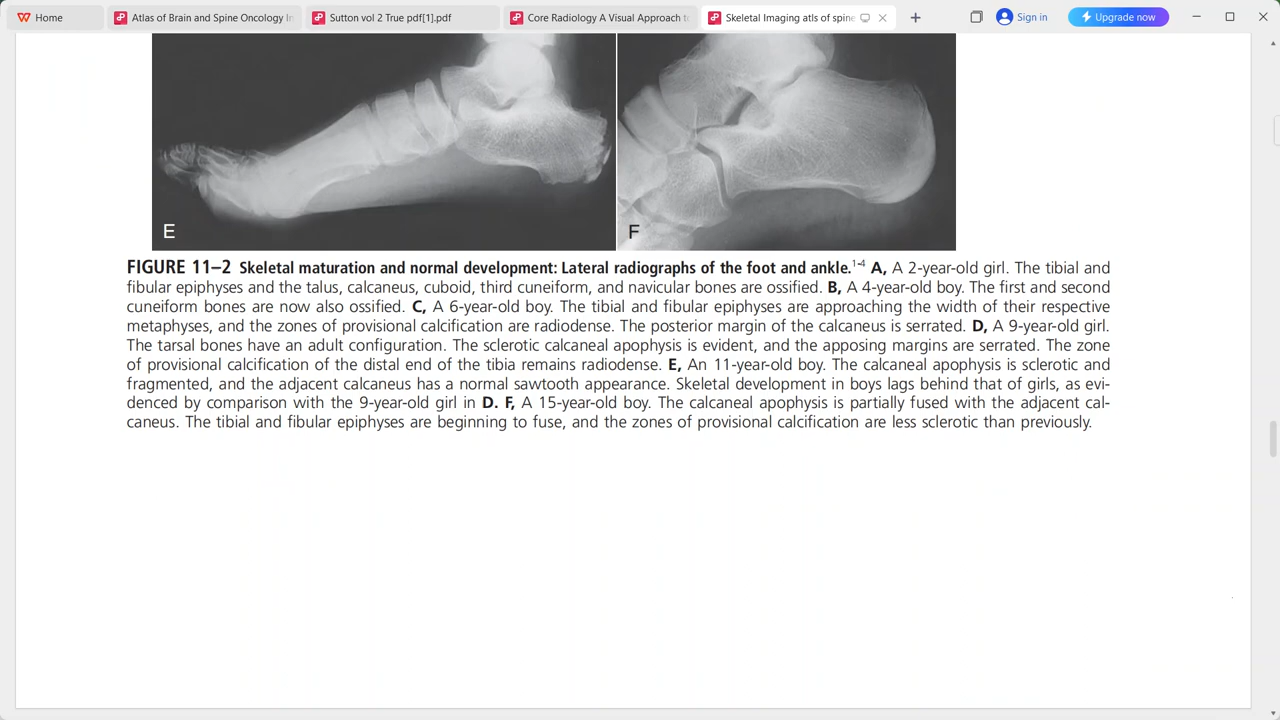 Home
Atlas of Brain and Spine Oncology I
Sutton vol 2 True pdf[1].pdf
Core Radiology A Visual Approach t
Skeletal Imaging atls of spine
Sign in
Upgrade now
E
F
FIGURE 11–2 Skeletal maturation and normal development: Lateral radiographs of the foot and ankle.1-4 A, A 2-year-old girl. The tibial and
fibular epiphyses and the talus, calcaneus, cuboid, third cuneiform, and navicular bones are ossified. B, A 4-year-old boy. The first and second
cuneiform bones are now also ossified. C, A 6-year-old boy. The tibial and fibular epiphyses are approaching the width of their respective
metaphyses, and the zones of provisional calcification are radiodense. The posterior margin of the calcaneus is serrated. D, A 9-year-old girl.
The tarsal bones have an adult configuration. The sclerotic calcaneal apophysis is evident, and the apposing margins are serrated. The zone
of provisional calcification of the distal end of the tibia remains radiodense. E, An 11-year-old boy. The calcaneal apophysis is sclerotic and
fragmented, and the adjacent calcaneus has a normal sawtooth appearance. Skeletal development in boys lags behind that of girls, as evi-
denced by comparison with the 9-year-old girl in D. F, A 15-year-old boy. The calcaneal apophysis is partially fused with the adjacent cal-
caneus. The tibial and fibular epiphyses are beginning to fuse, and the zones of provisional calcification are less sclerotic than previously.